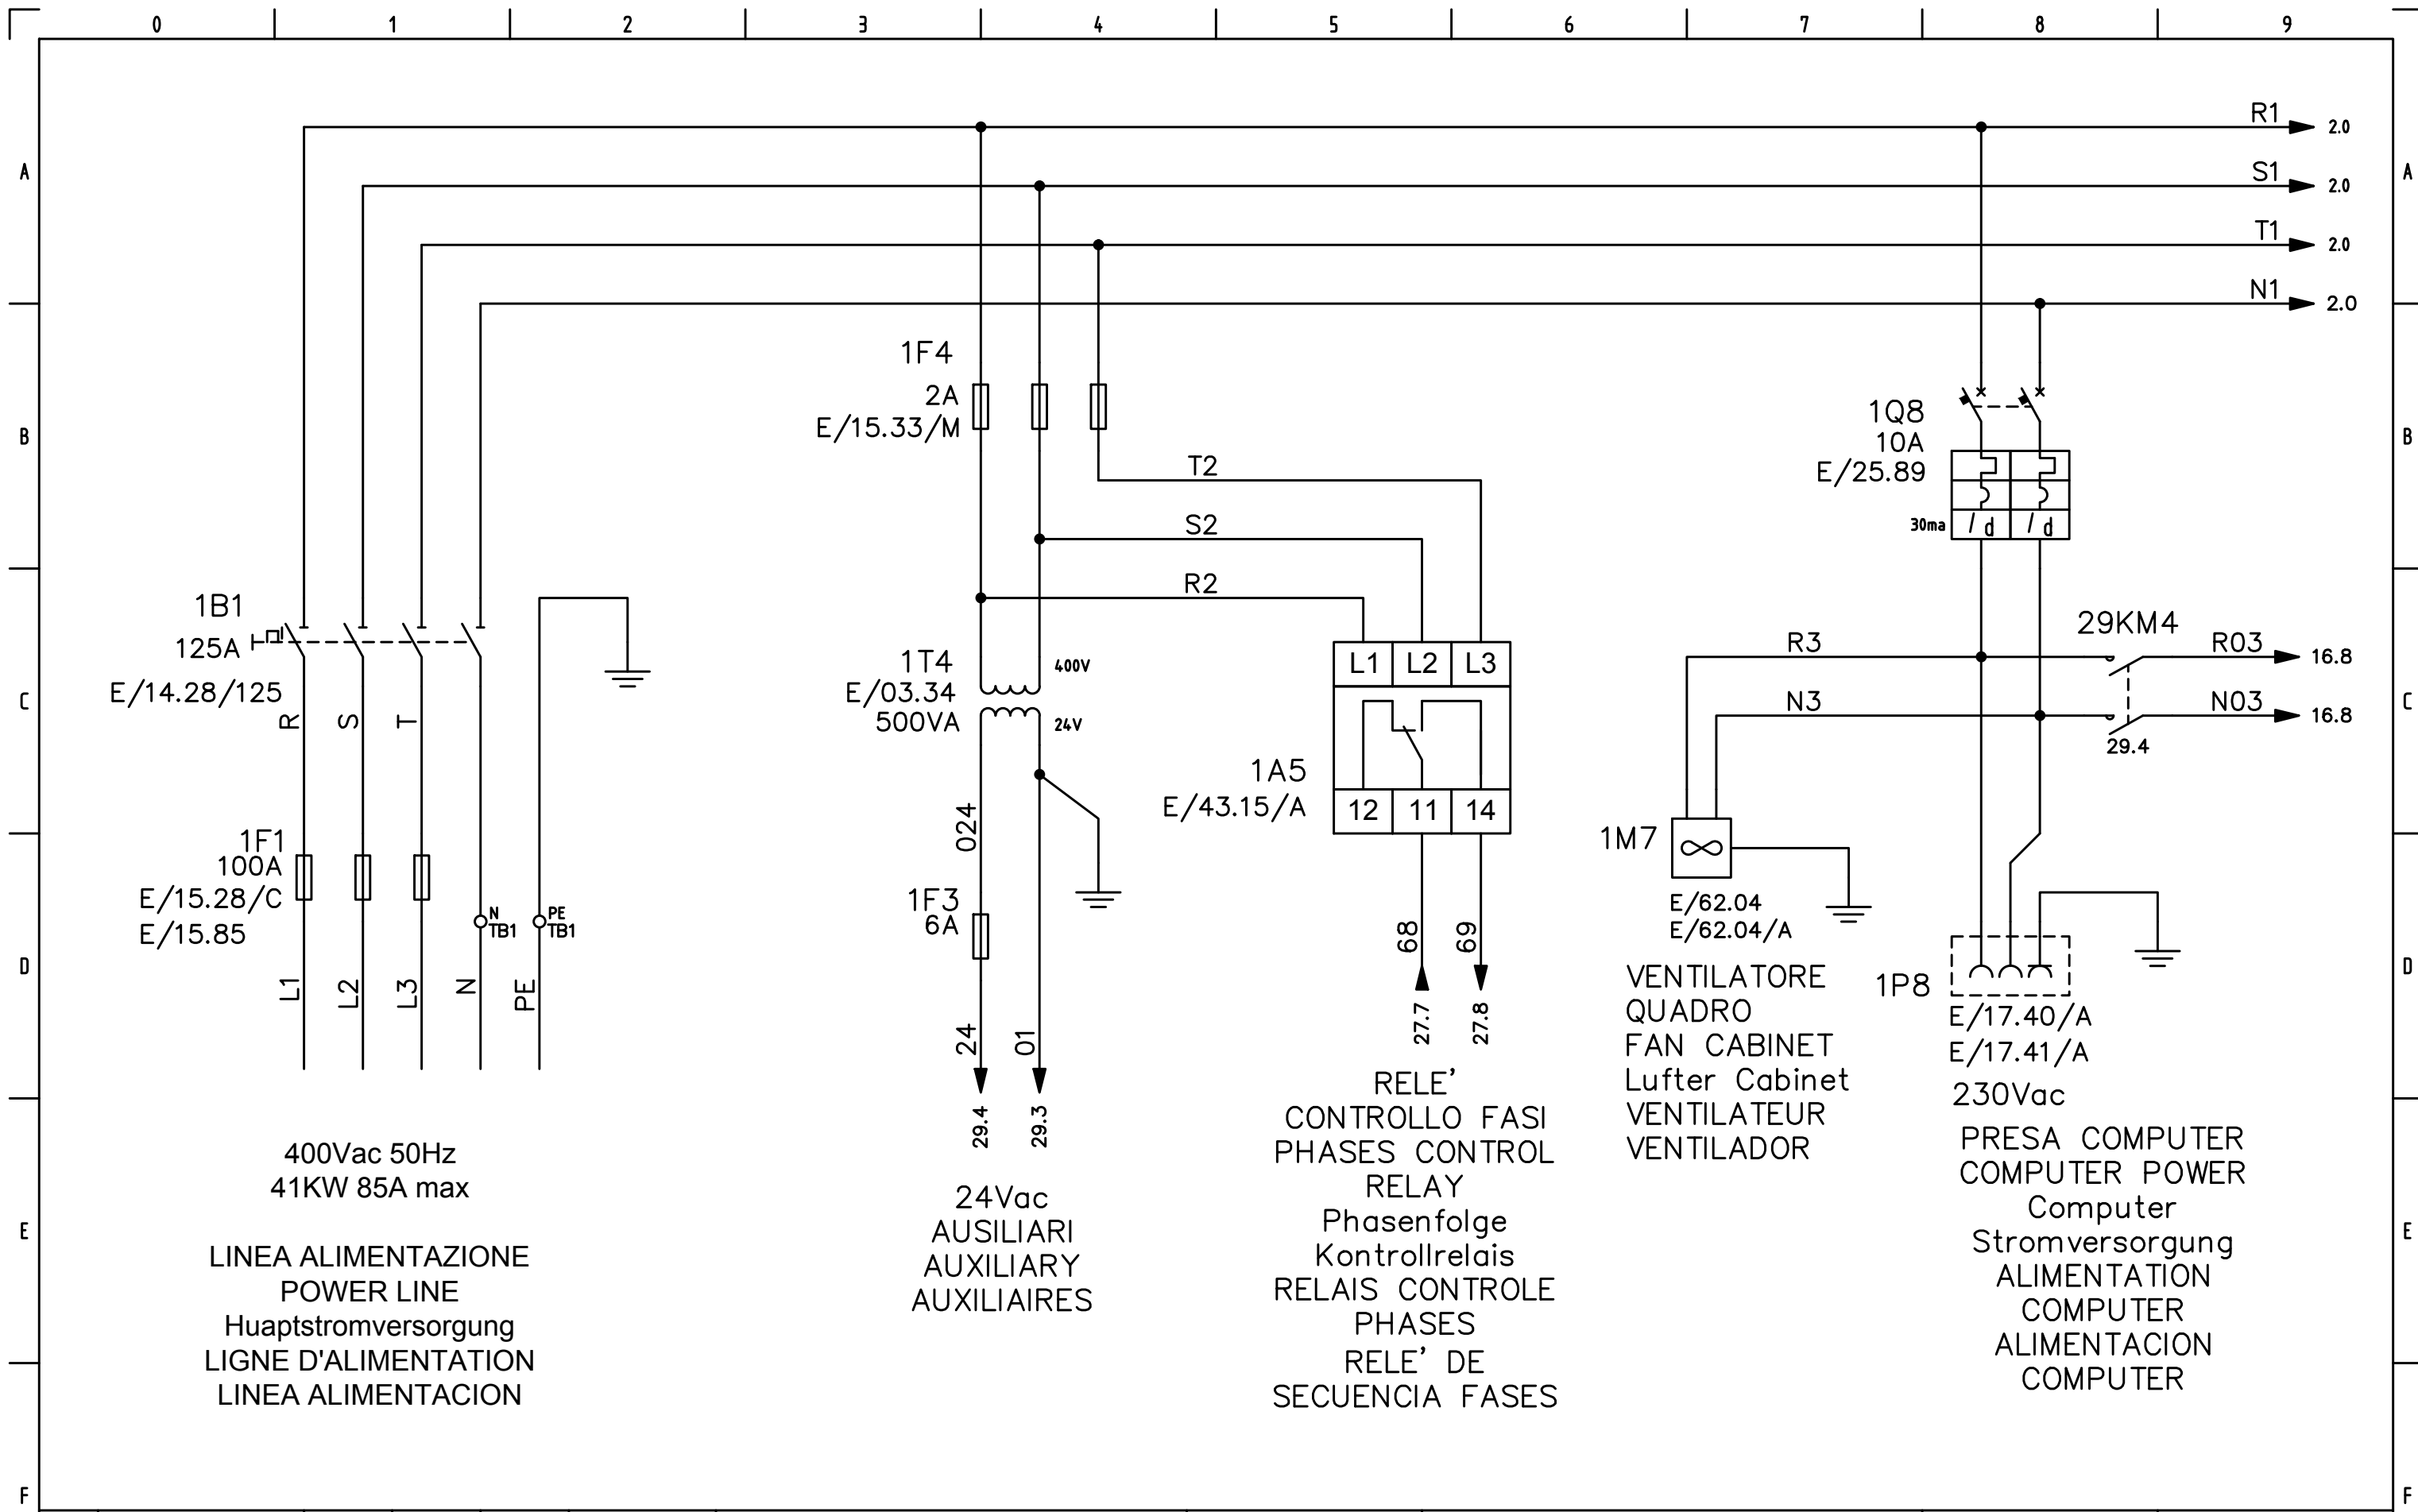 0 1 2 3 4 5 6 7 8 9
R1 2.0
A A
S1 2.0
T1 2.0
N1 2.0
1F4
2A
E/15.33/M
1Q8
10A
E/25.89
30ma
I d I d
B B
T2
S2
R2
1B1
125A
E/14.28/125
R S T
1T4
E/03.34
500VA
400V
24V
L1 L2 L3
12 11 14
1A5
E/43.15/A
R3
N3
29KM4
29.4
R03 16.8
N03 16.8
C C
1F1
100A
E/15.28/C
E/15.85
N
TB1
PE
TB1
L1 L2 L3 N PE
024
1F3
6A
24 01
29.4 29.3
68 69
27.7 27.8
1M7
E/62.04
E/62.04/A
VENTILATORE
QUADRO
FAN CABINET
Lufter Cabinet
VENTILATEUR
VENTILADOR
1P8
E/17.40/A
E/17.41/A
230Vac
D D
400Vac 50Hz
41KW 85A max
LINEA ALIMENTAZIONE
POWER LINE
Huaptstromversorgung
LIGNE D'ALIMENTATION
LINEA ALIMENTACION
24Vac
AUSILIARI
AUXILIARY
AUXILIAIRES
RELE'
CONTROLLO FASI
PHASES CONTROL
RELAY
Phasenfolge
Kontrollrelais
RELAIS CONTROLE
PHASES
RELE' DE
SECUENCIA FASES
PRESA COMPUTER
COMPUTER POWER
Computer
Stromversorgung
ALIMENTATION
COMPUTER
ALIMENTACION
COMPUTER
E E
F F